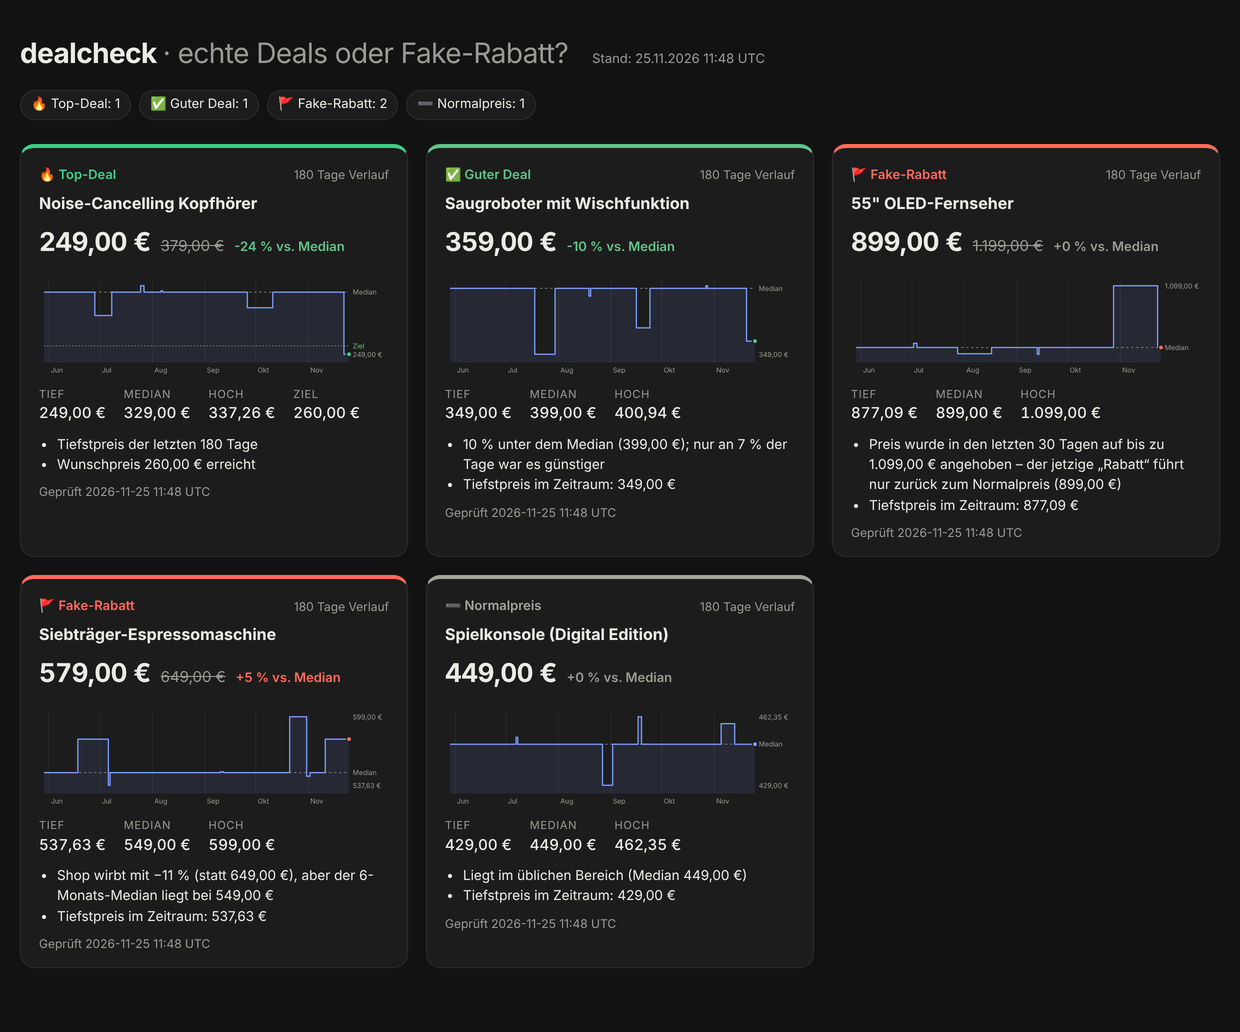 dealcheck · echte Deals oder Fake-Rabatt? Stand: 25.11.2026 11:48 UTC
🔥 Top-Deal: 1 ✅ Guter Deal: 1 🚩 Fake-Rabatt: 2 ➖ Normalpreis: 1
🔥 Top-Deal 180 Tage Verlauf
Noise-Cancelling Kopfhörer
249,00 € 379,00 € -24 % vs. Median
Median
Ziel
249,00 €
Jun Jul Aug Sep Okt Nov
TIEF MEDIAN HOCH ZIEL
249,00 € 329,00 € 337,26 € 260,00 €
• Tiefstpreis der letzten 180 Tage
• Wunschpreis 260,00 € erreicht
Geprüft 2026-11-25 11:48 UTC
✅ Guter Deal 180 Tage Verlauf
Saugroboter mit Wischfunktion
359,00 € -10 % vs. Median
Median
349,00 €
Jun Jul Aug Sep Okt Nov
TIEF MEDIAN HOCH
349,00 € 399,00 € 400,94 €
• 10 % unter dem Median (399,00 €); nur an 7 % der
Tage war es günstiger
• Tiefstpreis im Zeitraum: 349,00 €
Geprüft 2026-11-25 11:48 UTC
🚩 Fake-Rabatt 180 Tage Verlauf
55" OLED-Fernseher
899,00 € 1.199,00 € +0 % vs. Median
1.099,00 €
Median
Jun Jul Aug Sep Okt Nov
TIEF MEDIAN HOCH
877,09 € 899,00 € 1.099,00 €
• Preis wurde in den letzten 30 Tagen auf bis zu
1.099,00 € angehoben – der jetzige „Rabatt“ führt
nur zurück zum Normalpreis (899,00 €)
• Tiefstpreis im Zeitraum: 877,09 €
Geprüft 2026-11-25 11:48 UTC
🚩 Fake-Rabatt 180 Tage Verlauf
Siebträger-Espressomaschine
579,00 € 649,00 € +5 % vs. Median
599,00 €
Median
537,63 €
Jun Jul Aug Sep Okt Nov
TIEF MEDIAN HOCH
537,63 € 549,00 € 599,00 €
• Shop wirbt mit −11 % (statt 649,00 €), aber der 6-
Monats-Median liegt bei 549,00 €
• Tiefstpreis im Zeitraum: 537,63 €
Geprüft 2026-11-25 11:48 UTC
➖ Normalpreis 180 Tage Verlauf
Spielkonsole (Digital Edition)
449,00 € +0 % vs. Median
462,35 €
Median
429,00 €
Jun Jul Aug Sep Okt Nov
TIEF MEDIAN HOCH
429,00 € 449,00 € 462,35 €
• Liegt im üblichen Bereich (Median 449,00 €)
• Tiefstpreis im Zeitraum: 429,00 €
Geprüft 2026-11-25 11:48 UTC